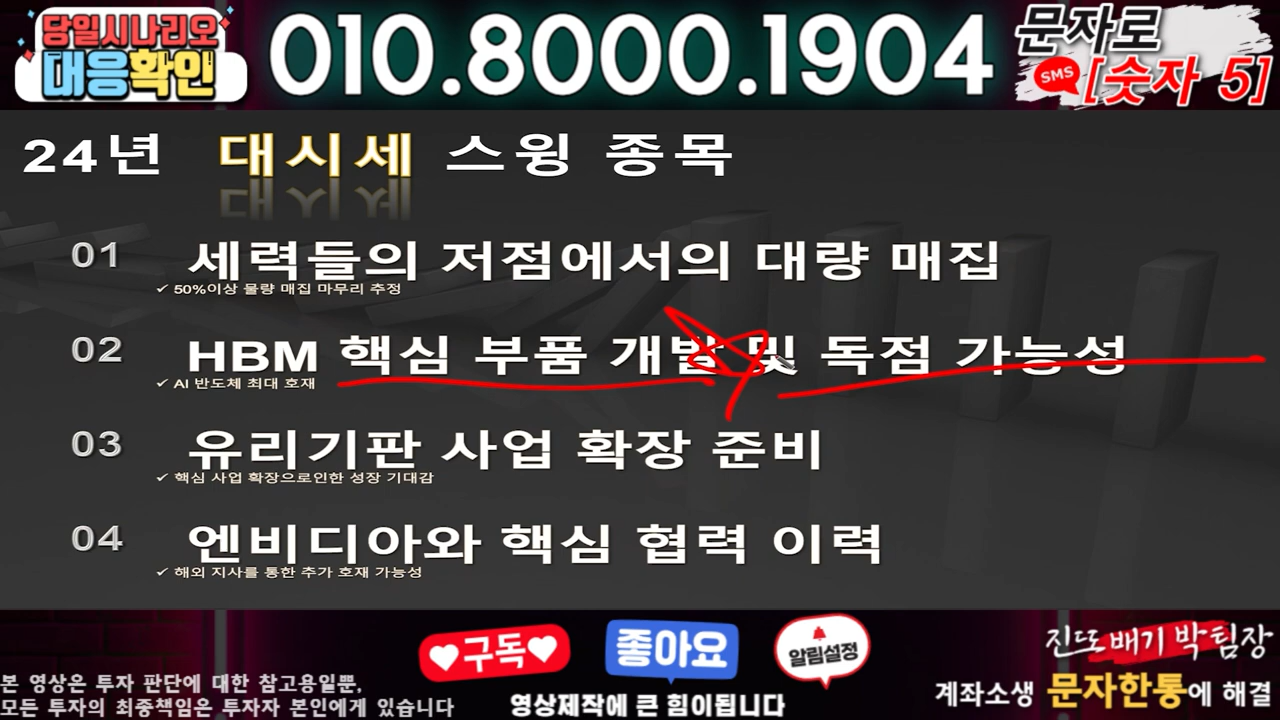 당일시나리오
대응확인
010.8000.1904
문자로
SMS [숫자 5]
24년 대시세 스윙 종목
01 세력들의 저점에서의 대량 매집
✓ 50%이상 물량 매집 마무리 추정
02 HBM 핵심 부품 개발 및 독점 가능성
✓ AI 반도체 최대 호재
03 유리기판 사업 확장 준비
✓ 핵심 사업 확장으로인한 성장 기대감
04 엔비디아와 핵심 협력 이력
✓ 해외 지사를 통한 추가 호재 가능성
구독
좋아요
알림설정
영상제작에 큰 힘이됩니다
본 영상은 투자 판단에 대한 참고용일뿐,
모든 투자의 최종책임은 투자자 본인에게 있습니다
진또배기 박팀장
계좌소생 문자한통에 해결